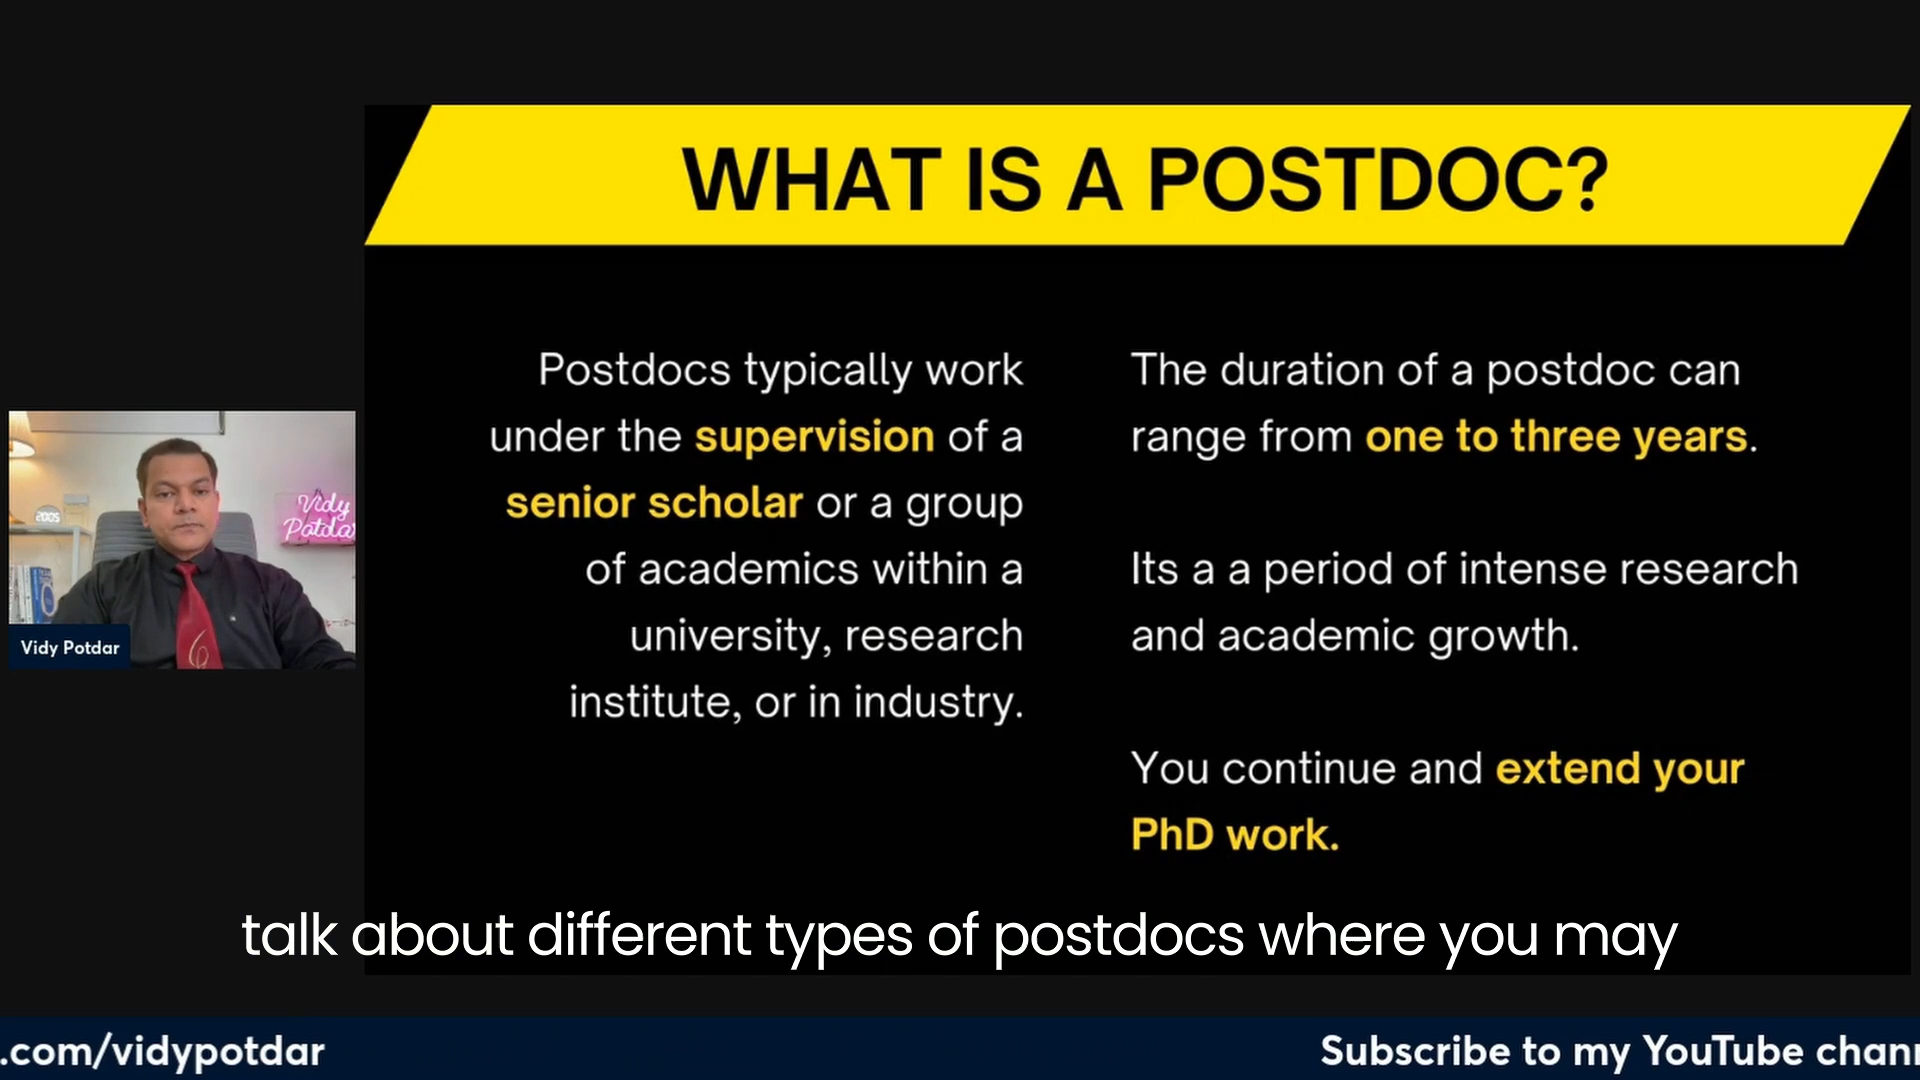 WHAT IS A POSTDOC?
Postdocs typically work
under the supervision of a
senior scholar or a group
of academics within a
university, research
institute, or in industry.
The duration of a postdoc can
range from one to three years.
Its a a period of intense research
and academic growth.
You continue and extend your
PhD work.
Vidy
Potdar
2005
Vidy Potdar
talk about different types of postdocs where you may
.com/vidypotdar
Subscribe to my YouTube chann